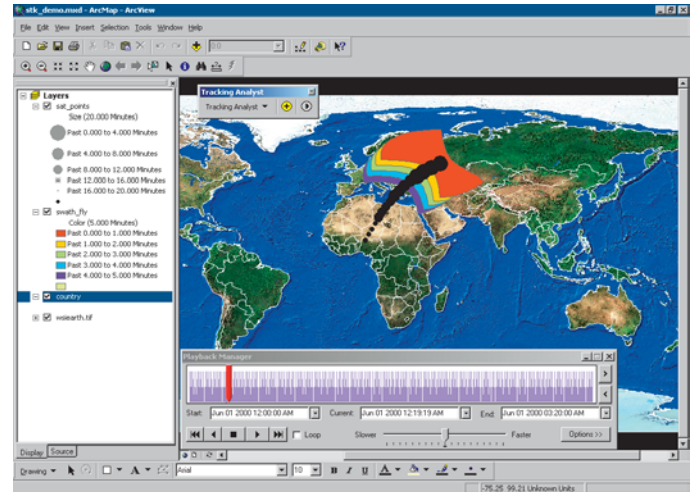 stk_demo.mxd - ArcMap - ArcView
File Edit View Insert Selection Tools Window Help
Tracking Analyst
Tracking Analyst
Layers
sat_points
Size (20.000 Minutes)
Past 0.000 to 4.000 Minutes
Past 4.000 to 8.000 Minutes
Past 8.000 to 12.000 Minutes
Past 12.000 to 16.000 Minutes
Past 16.000 to 20.000 Minutes
swath_fly
Color (5.000 Minutes)
Past 0.000 to 1.000 Minutes
Past 1.000 to 2.000 Minutes
Past 2.000 to 3.000 Minutes
Past 3.000 to 4.000 Minutes
Past 4.000 to 5.000 Minutes
country
wsiearth.tif
Playback Manager
Start: Jun 01 2000 12:00:00 AM Current: Jun 01 2000 12:19:19 AM End: Jun 01 2000 03:20:00 AM
Loop Slower Faster Options >>
Display Source
Drawing A Arial 10 B I U A
-75.25 99.21 Unknown Units